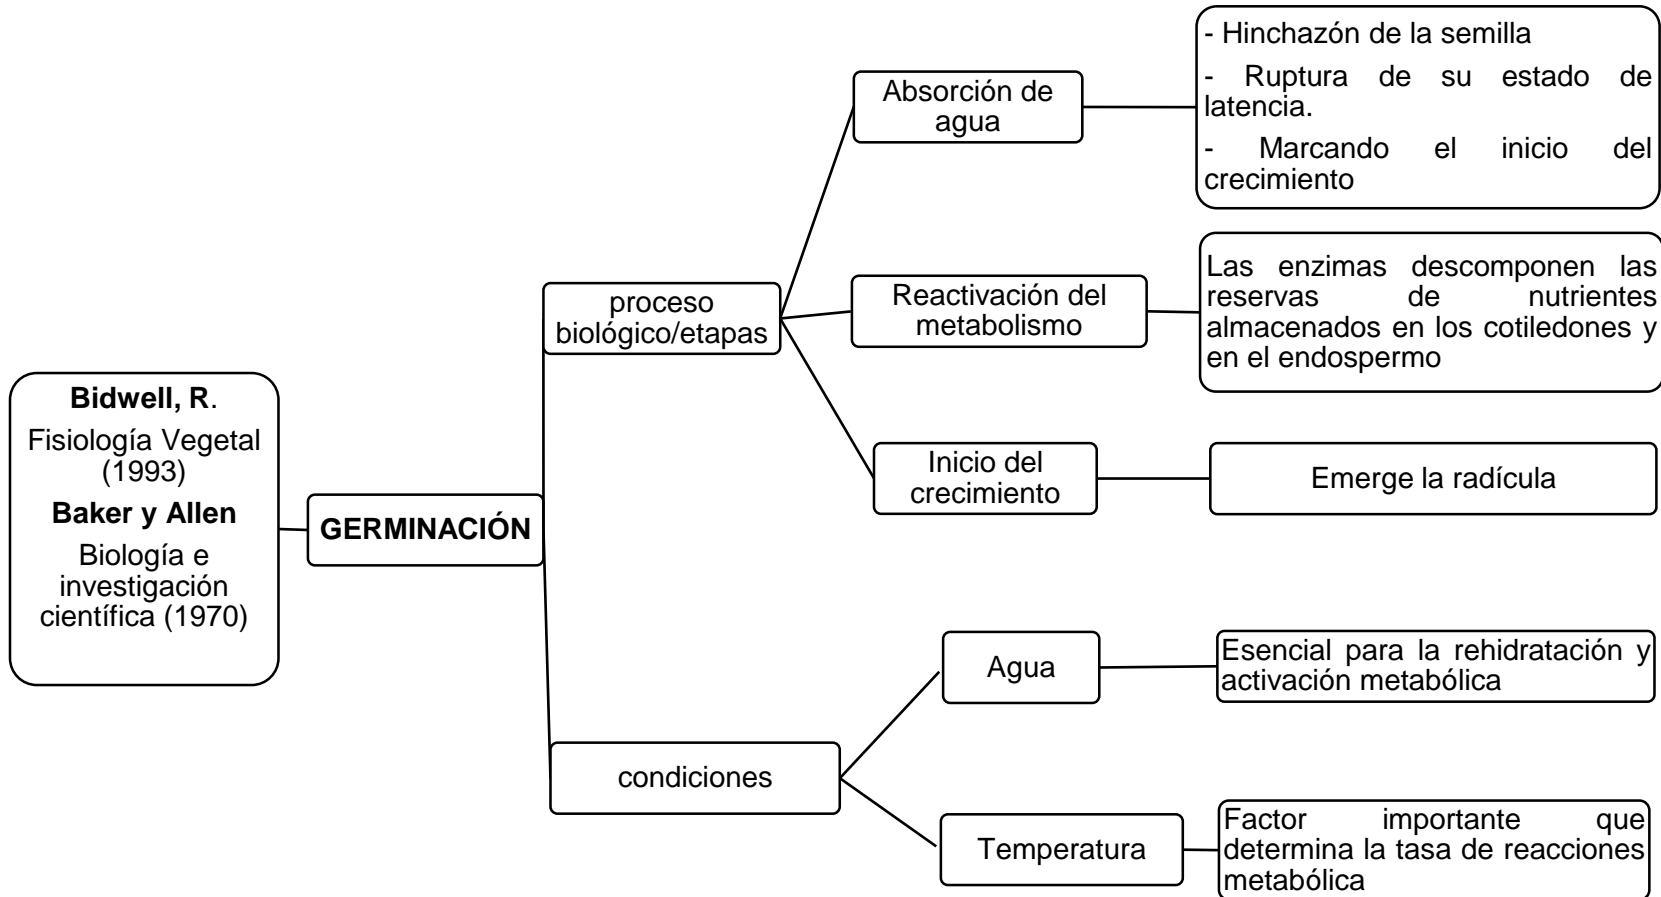 Bidwell, R.
Fisiología Vegetal
(1993)
Baker y Allen
Biología e
investigación
científica (1970)
GERMINACIÓN
proceso
biológico/etapas
Absorción de
agua
- Hinchazón de la semilla
- Ruptura de su estado de
latencia.
- Marcando el inicio del
crecimiento
Reactivación del
metabolismo
Las enzimas descomponen las
reservas de nutrientes
almacenados en los cotiledones y
en el endospermo
Inicio del
crecimiento
Emerge la radícula
condiciones
Agua
Esencial para la rehidratación y
activación metabólica
Temperatura
Factor importante que
determina la tasa de reacciones
metabólica